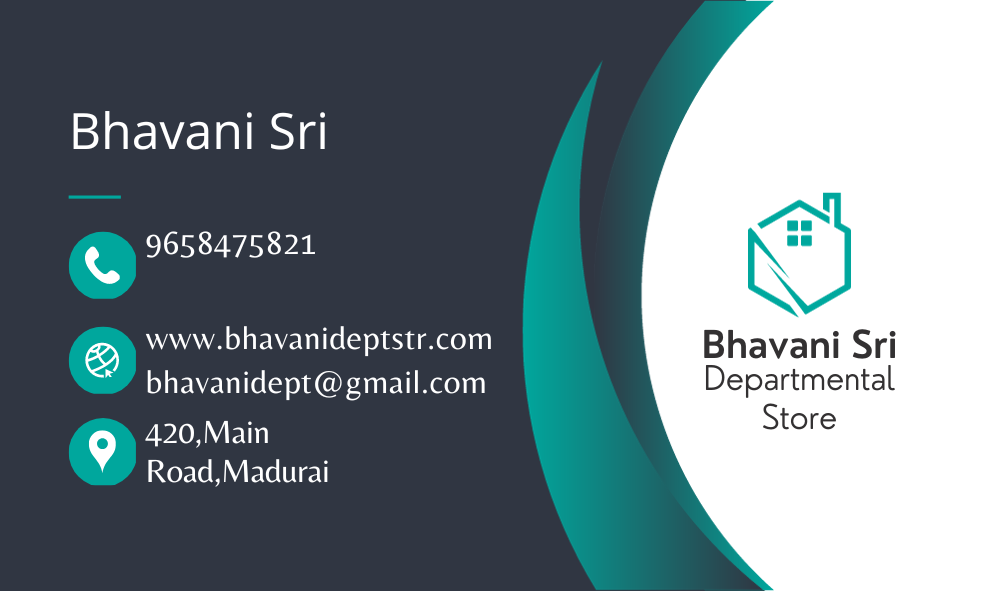 Bhavani Sri
9658475821
www.bhavanideptstr.com
bhavanidept@gmail.com
420,Main
Road,Madurai
Bhavani Sri
Departmental
Store